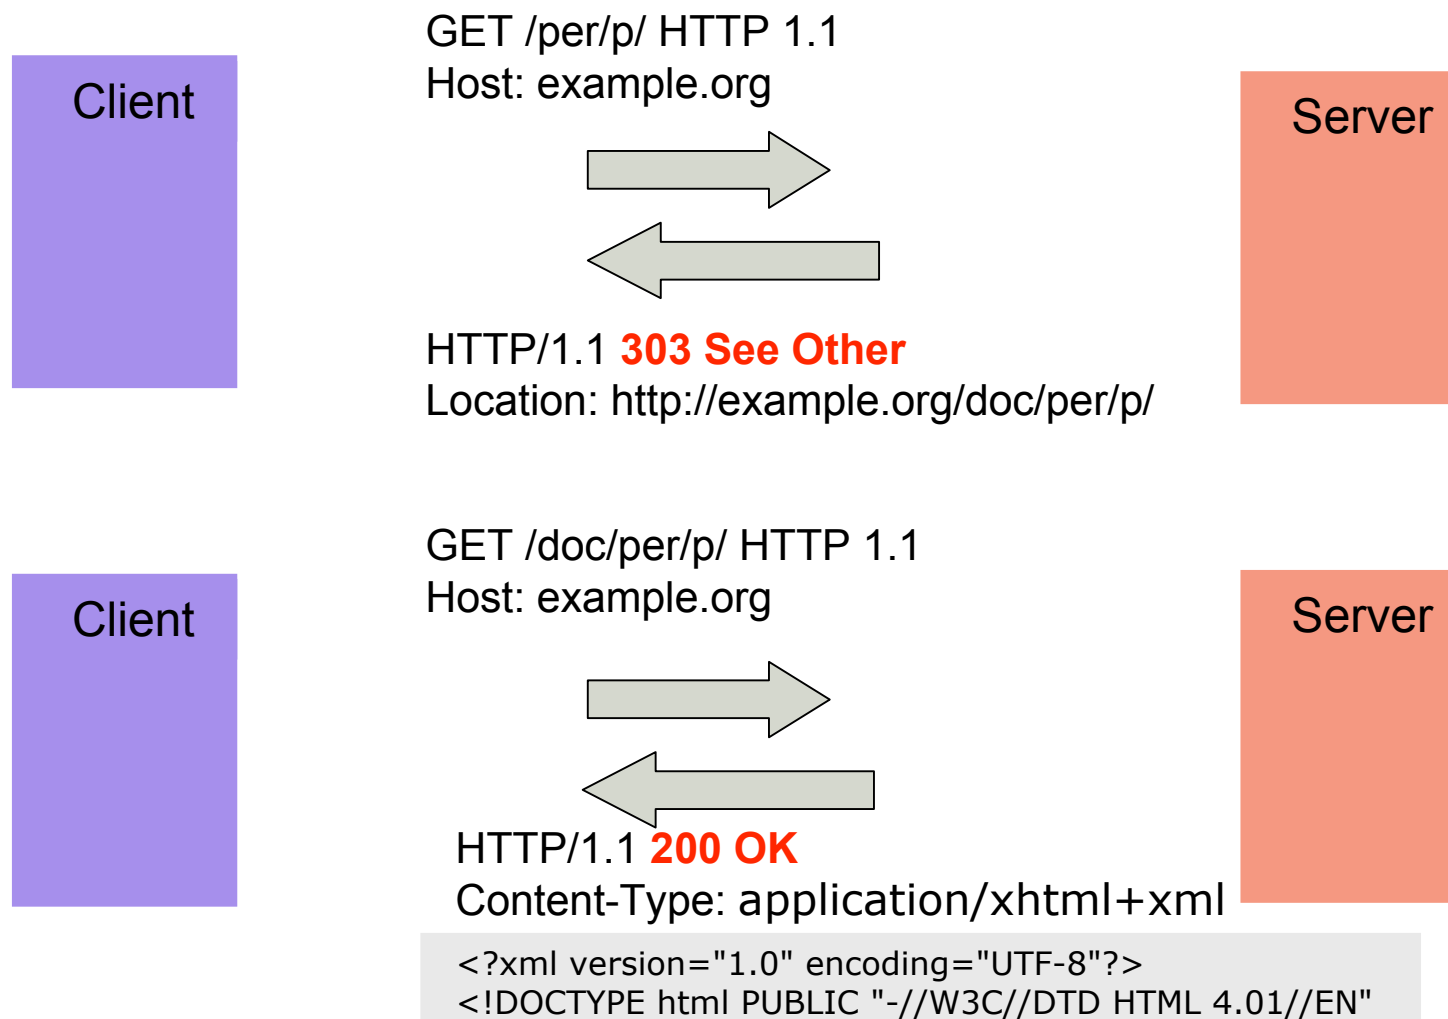 GET /per/p/ HTTP 1.1
Host: example.org
Client
Server
HTTP/1.1 303 See Other
Location: http://example.org/doc/per/p/
GET /doc/per/p/ HTTP 1.1
Host: example.org
Client
Server
HTTP/1.1 200 OK
Content-Type: application/xhtml+xml
<?xml version="1.0" encoding="UTF-8"?>
<!DOCTYPE html PUBLIC "-//W3C//DTD HTML 4.01//EN"